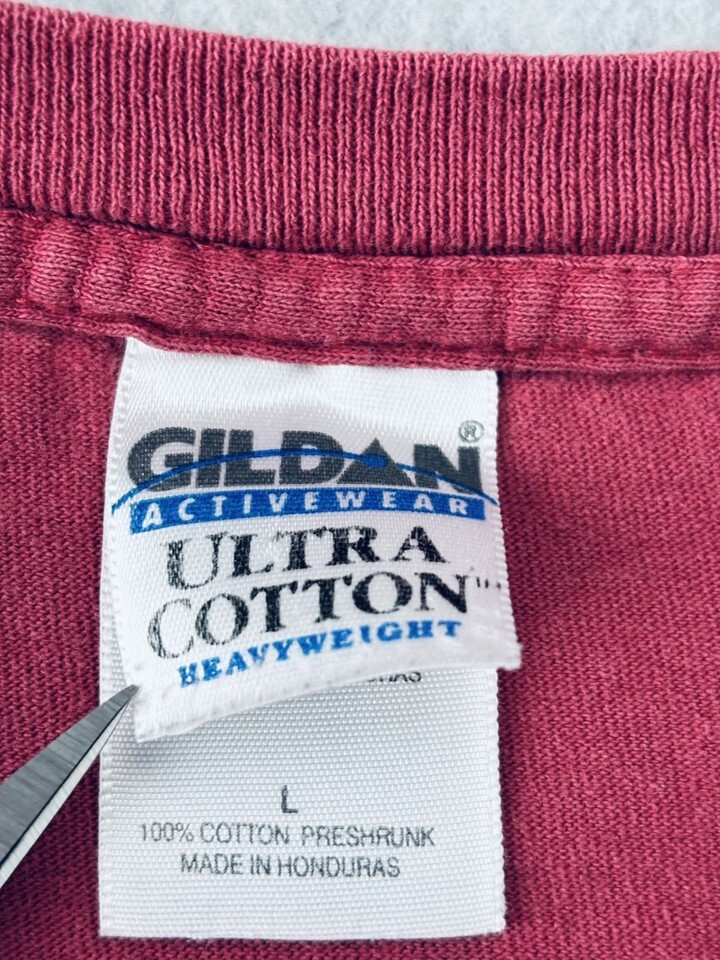 GILDAN®
ACTIVEWEAR
ULTRA
COTTON™
HEAVYWEIGHT
L
100% COTTON PRESHRUNK
MADE IN HONDURAS